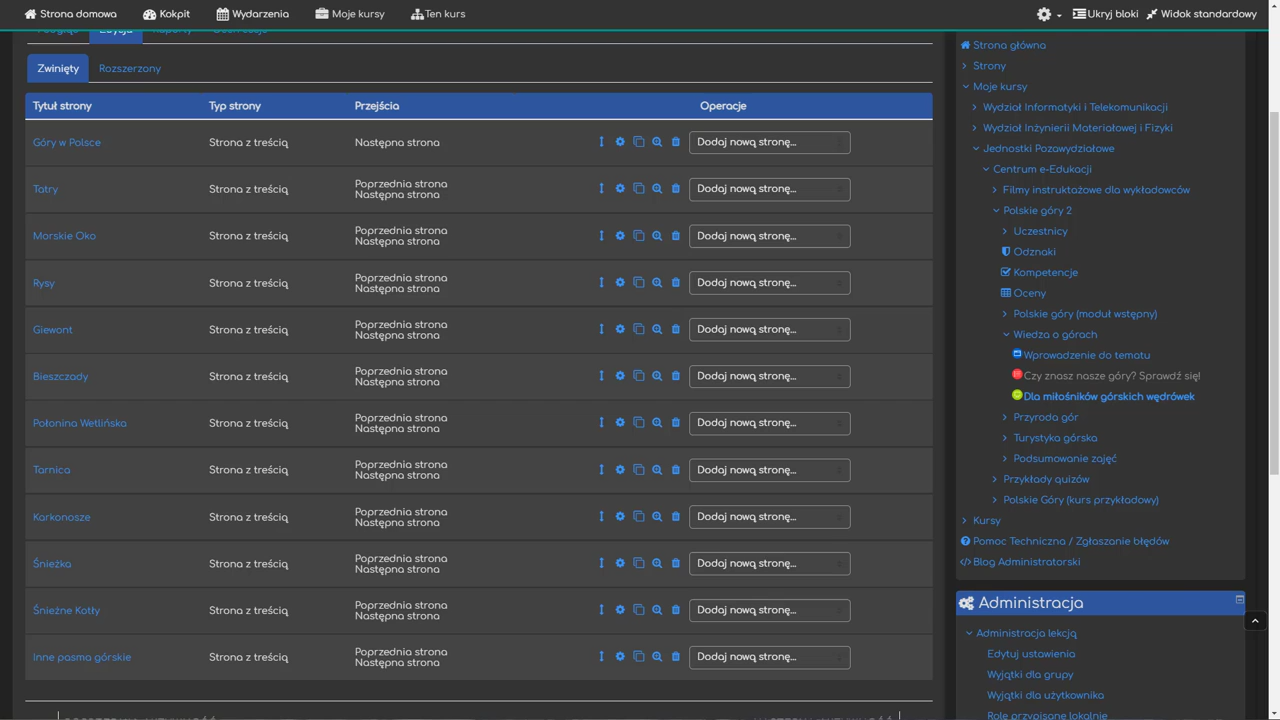 Strona domowa Kokpit Wydarzenia Moje kursy Ten kurs Ukryj bloki Widok standardowy
Podgląd Edycja Raporty
Zwinięty Rozszerzony
Tytuł strony Typ strony Przejścia Operacje
Góry w Polsce Strona z treścią Następna strona Dodaj nową stronę...
Tatry Strona z treścią Poprzednia strona Dodaj nową stronę...
Następna strona
Morskie Oko Strona z treścią Poprzednia strona Dodaj nową stronę...
Następna strona
Rysy Strona z treścią Poprzednia strona Dodaj nową stronę...
Następna strona
Giewont Strona z treścią Poprzednia strona Dodaj nową stronę...
Następna strona
Bieszczady Strona z treścią Poprzednia strona Dodaj nową stronę...
Następna strona
Połonina Wetlińska Strona z treścią Poprzednia strona Dodaj nową stronę...
Następna strona
Tarnica Strona z treścią Poprzednia strona Dodaj nową stronę...
Następna strona
Karkonosze Strona z treścią Poprzednia strona Dodaj nową stronę...
Następna strona
Śnieżka Strona z treścią Poprzednia strona Dodaj nową stronę...
Następna strona
Śnieżne Kotły Strona z treścią Poprzednia strona Dodaj nową stronę...
Następna strona
Inne pasma górskie Strona z treścią Poprzednia strona Dodaj nową stronę...
Następna strona
Strona główna
Strony
Moje kursy
Wydział Informatyki i Telekomunikacji
Wydział Inżynierii Materiałowej i Fizyki
Jednostki Pozawydziałowe
Centrum e-Edukacji
Filmy instruktażowe dla wykładowców
Polskie góry 2
Uczestnicy
Odznaki
Kompetencje
Oceny
Polskie góry (moduł wstępny)
Wiedza o górach
Wprowadzenie do tematu
Czy znasz nasze góry? Sprawdź się!
Dla miłośników górskich wędrówek
Przyroda gór
Turystyka górska
Podsumowanie zajęć
Przykłady quizów
Polskie Góry (kurs przykładowy)
Kursy
Pomoc Techniczna / Zgłaszanie błędów
Blog Administratorski
Administracja
Administracja lekcją
Edytuj ustawienia
Wyjątki dla grupy
Wyjątki dla użytkownika
Role przypisane lokalnie